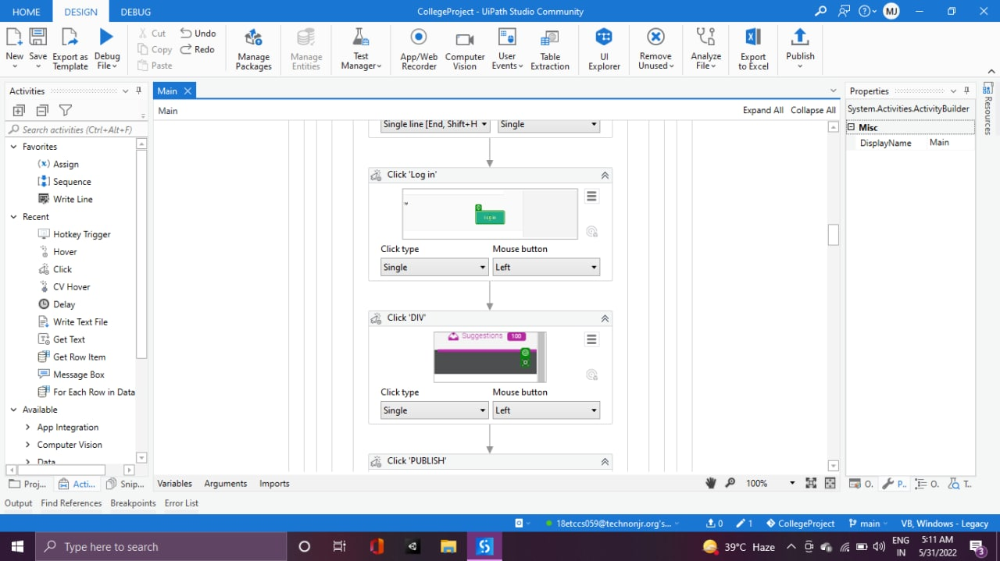 HOME DESIGN DEBUG CollegeProject - UiPath Studio Community MJ
New Save Export as Template Debug File Cut Copy Paste Undo Redo Manage Packages Manage Entities Test Manager App/Web Recorder Computer Vision User Events Table Extraction UI Explorer Remove Unused Analyze File Export to Excel Publish
Activities
Search activities (Ctrl+Alt+F)
Favorites
Assign
Sequence
Write Line
Recent
Hotkey Trigger
Hover
Click
CV Hover
Delay
Write Text File
Get Text
Get Row Item
Message Box
For Each Row in Data
Available
App Integration
Computer Vision
Data
Proj... Acti... Snip...
Main
Main Expand All Collapse All
Single line [End, Shift+H Single
Click 'Log in'
Log in
Click type Mouse button
Single Left
Click 'DIV'
Suggestions 100
Click type Mouse button
Single Left
Click 'PUBLISH'
Variables Arguments Imports 100%
Properties
System.Activities.ActivityBuilder
Misc
DisplayName Main
Resources
O. P.. O. T..
Output Find References Breakpoints Error List
18etccs059@technonjr.org's... 0 1 CollegeProject main VB, Windows - Legacy
Type here to search 39°C Haze ENG IN 5:11 AM 5/31/2022 3